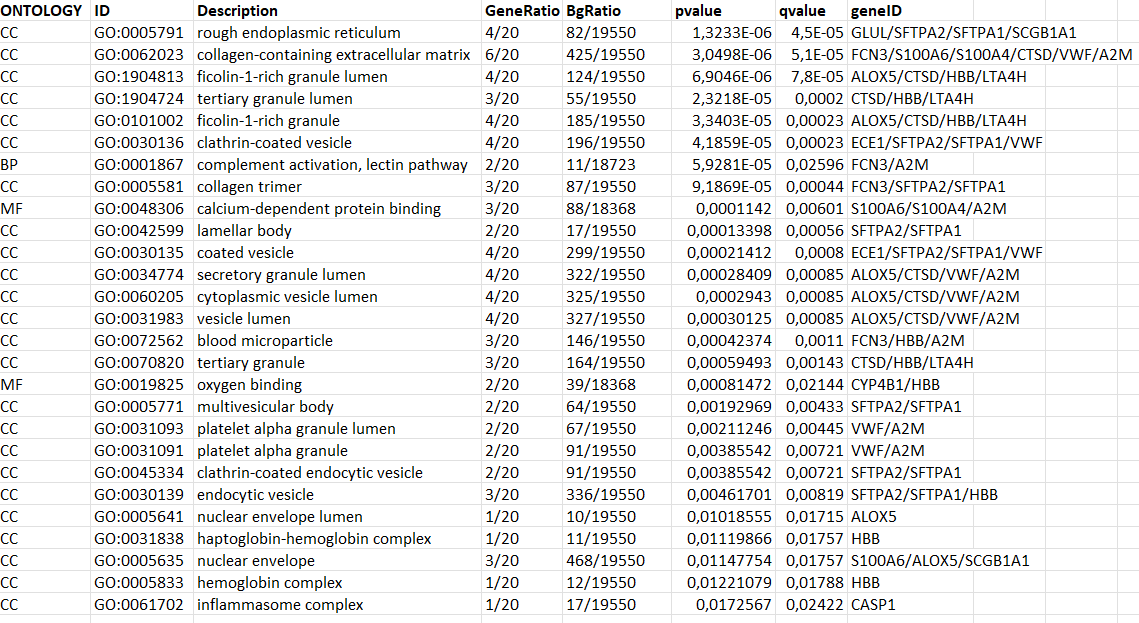 ONTOLOGY ID Description GeneRatio BgRatio pvalue qvalue geneID
CC GO:0005791 rough endoplasmic reticulum 4/20 82/19550 1,3233E-06 4,5E-05 GLUL/SFTPA2/SFTPA1/SCGB1A1
CC GO:0062023 collagen-containing extracellular matrix 6/20 425/19550 3,0498E-06 5,1E-05 FCN3/S100A6/S100A4/CTSD/VWF/A2M
CC GO:1904813 ficolin-1-rich granule lumen 4/20 124/19550 6,9046E-06 7,8E-05 ALOX5/CTSD/HBB/LTA4H
CC GO:1904724 tertiary granule lumen 3/20 55/19550 2,3218E-05 0,0002 CTSD/HBB/LTA4H
CC GO:0101002 ficolin-1-rich granule 4/20 185/19550 3,3403E-05 0,00023 ALOX5/CTSD/HBB/LTA4H
CC GO:0030136 clathrin-coated vesicle 4/20 196/19550 4,1859E-05 0,00023 ECE1/SFTPA2/SFTPA1/VWF
BP GO:0001867 complement activation, lectin pathway 2/20 11/18723 5,9281E-05 0,02596 FCN3/A2M
CC GO:0005581 collagen trimer 3/20 87/19550 9,1869E-05 0,00044 FCN3/SFTPA2/SFTPA1
MF GO:0048306 calcium-dependent protein binding 3/20 88/18368 0,0001142 0,00601 S100A6/S100A4/A2M
CC GO:0042599 lamellar body 2/20 17/19550 0,00013398 0,00056 SFTPA2/SFTPA1
CC GO:0030135 coated vesicle 4/20 299/19550 0,00021412 0,0008 ECE1/SFTPA2/SFTPA1/VWF
CC GO:0034774 secretory granule lumen 4/20 322/19550 0,00028409 0,00085 ALOX5/CTSD/VWF/A2M
CC GO:0060205 cytoplasmic vesicle lumen 4/20 325/19550 0,0002943 0,00085 ALOX5/CTSD/VWF/A2M
CC GO:0031983 vesicle lumen 4/20 327/19550 0,00030125 0,00085 ALOX5/CTSD/VWF/A2M
CC GO:0072562 blood microparticle 3/20 146/19550 0,00042374 0,0011 FCN3/HBB/A2M
CC GO:0070820 tertiary granule 3/20 164/19550 0,00059493 0,00143 CTSD/HBB/LTA4H
MF GO:0019825 oxygen binding 2/20 39/18368 0,00081472 0,02144 CYP4B1/HBB
CC GO:0005771 multivesicular body 2/20 64/19550 0,00192969 0,00433 SFTPA2/SFTPA1
CC GO:0031093 platelet alpha granule lumen 2/20 67/19550 0,00211246 0,00445 VWF/A2M
CC GO:0031091 platelet alpha granule 2/20 91/19550 0,00385542 0,00721 VWF/A2M
CC GO:0045334 clathrin-coated endocytic vesicle 2/20 91/19550 0,00385542 0,00721 SFTPA2/SFTPA1
CC GO:0030139 endocytic vesicle 3/20 336/19550 0,00461701 0,00819 SFTPA2/SFTPA1/HBB
CC GO:0005641 nuclear envelope lumen 1/20 10/19550 0,01018555 0,01715 ALOX5
CC GO:0031838 haptoglobin-hemoglobin complex 1/20 11/19550 0,01119866 0,01757 HBB
CC GO:0005635 nuclear envelope 3/20 468/19550 0,01147754 0,01757 S100A6/ALOX5/SCGB1A1
CC GO:0005833 hemoglobin complex 1/20 12/19550 0,01221079 0,01788 HBB
CC GO:0061702 inflammasome complex 1/20 17/19550 0,0172567 0,02422 CASP1